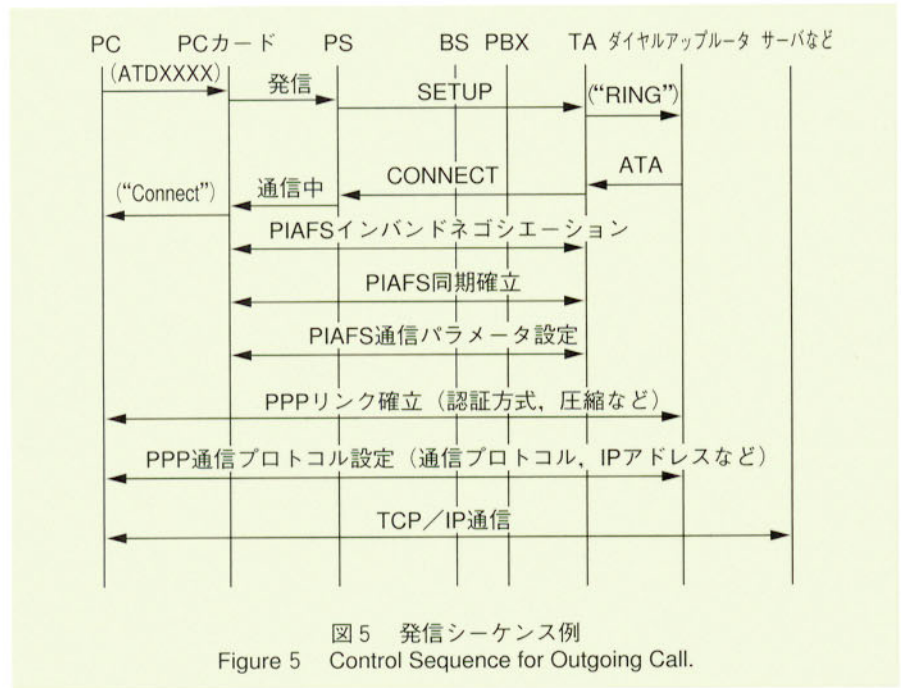 PC PCカード PS BS PBX TA ダイヤルアップルータ サーバなど
(ATDXXXX)
発信
SETUP
(“RING”)
ATA
CONNECT
通信中
(“Connect”)
PIAFSインバンドネゴシエーション
PIAFS同期確立
PIAFS通信パラメータ設定
PPPリンク確立（認証方式，圧縮など）
PPP通信プロトコル設定（通信プロトコル，IPアドレスなど）
TCP／IP通信
図5 発信シーケンス例
Figure 5 Control Sequence for Outgoing Call.